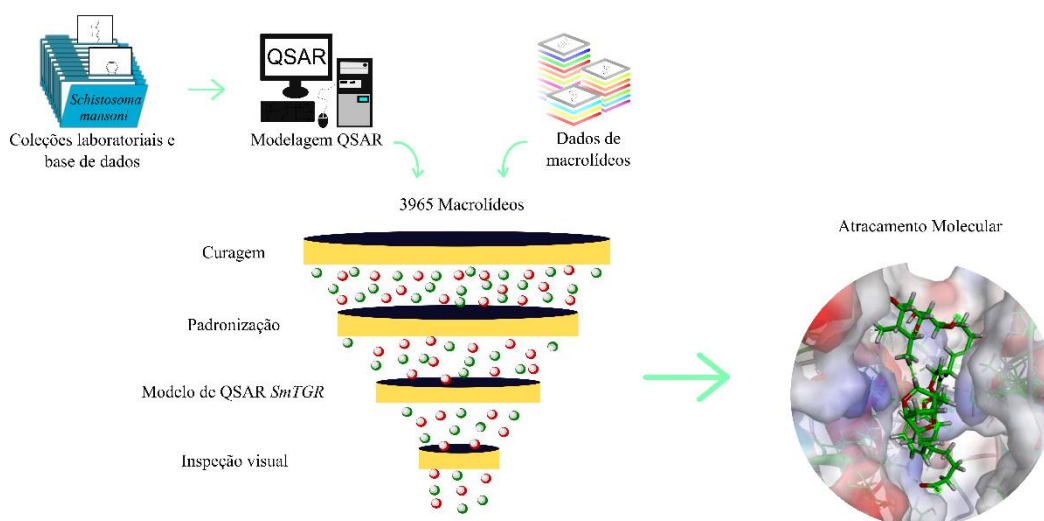 QSAR
Schistosoma
mansoni
Coleções laboratoriais e
base de dados
Modelagem QSAR
Dados de
macrolídeos
3965 Macrolídeos
Curagem
Padronização
Modelo de QSAR SmTGR
Inspeção visual
Atracamento Molecular